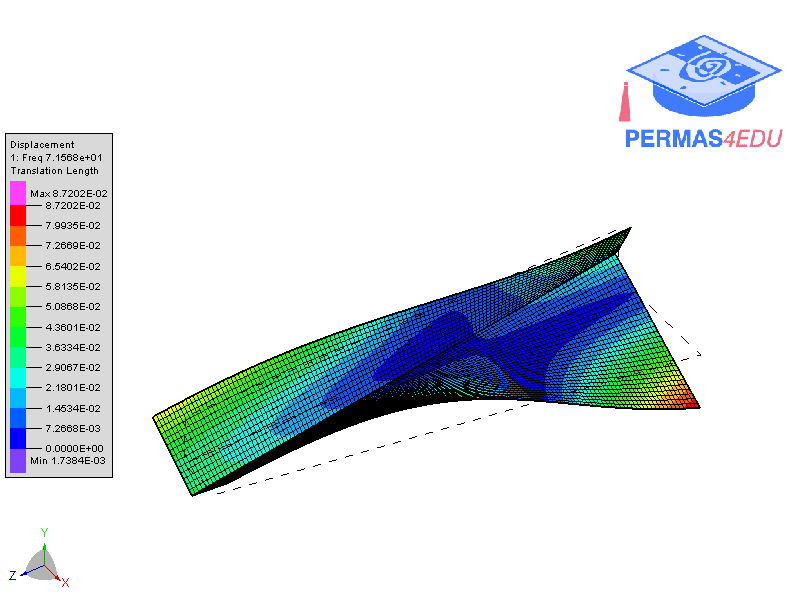 PERMAS4EDU
Displacement
1: Freq 7.1568e+01
Translation Length
Max 8.7202E-02
8.7202E-02
7.9935E-02
7.2669E-02
6.5402E-02
5.8135E-02
5.0868E-02
4.3601E-02
3.6334E-02
2.9067E-02
2.1801E-02
1.4534E-02
7.2668E-03
0.0000E+00
Min 1.7384E-03
Y
Z
X